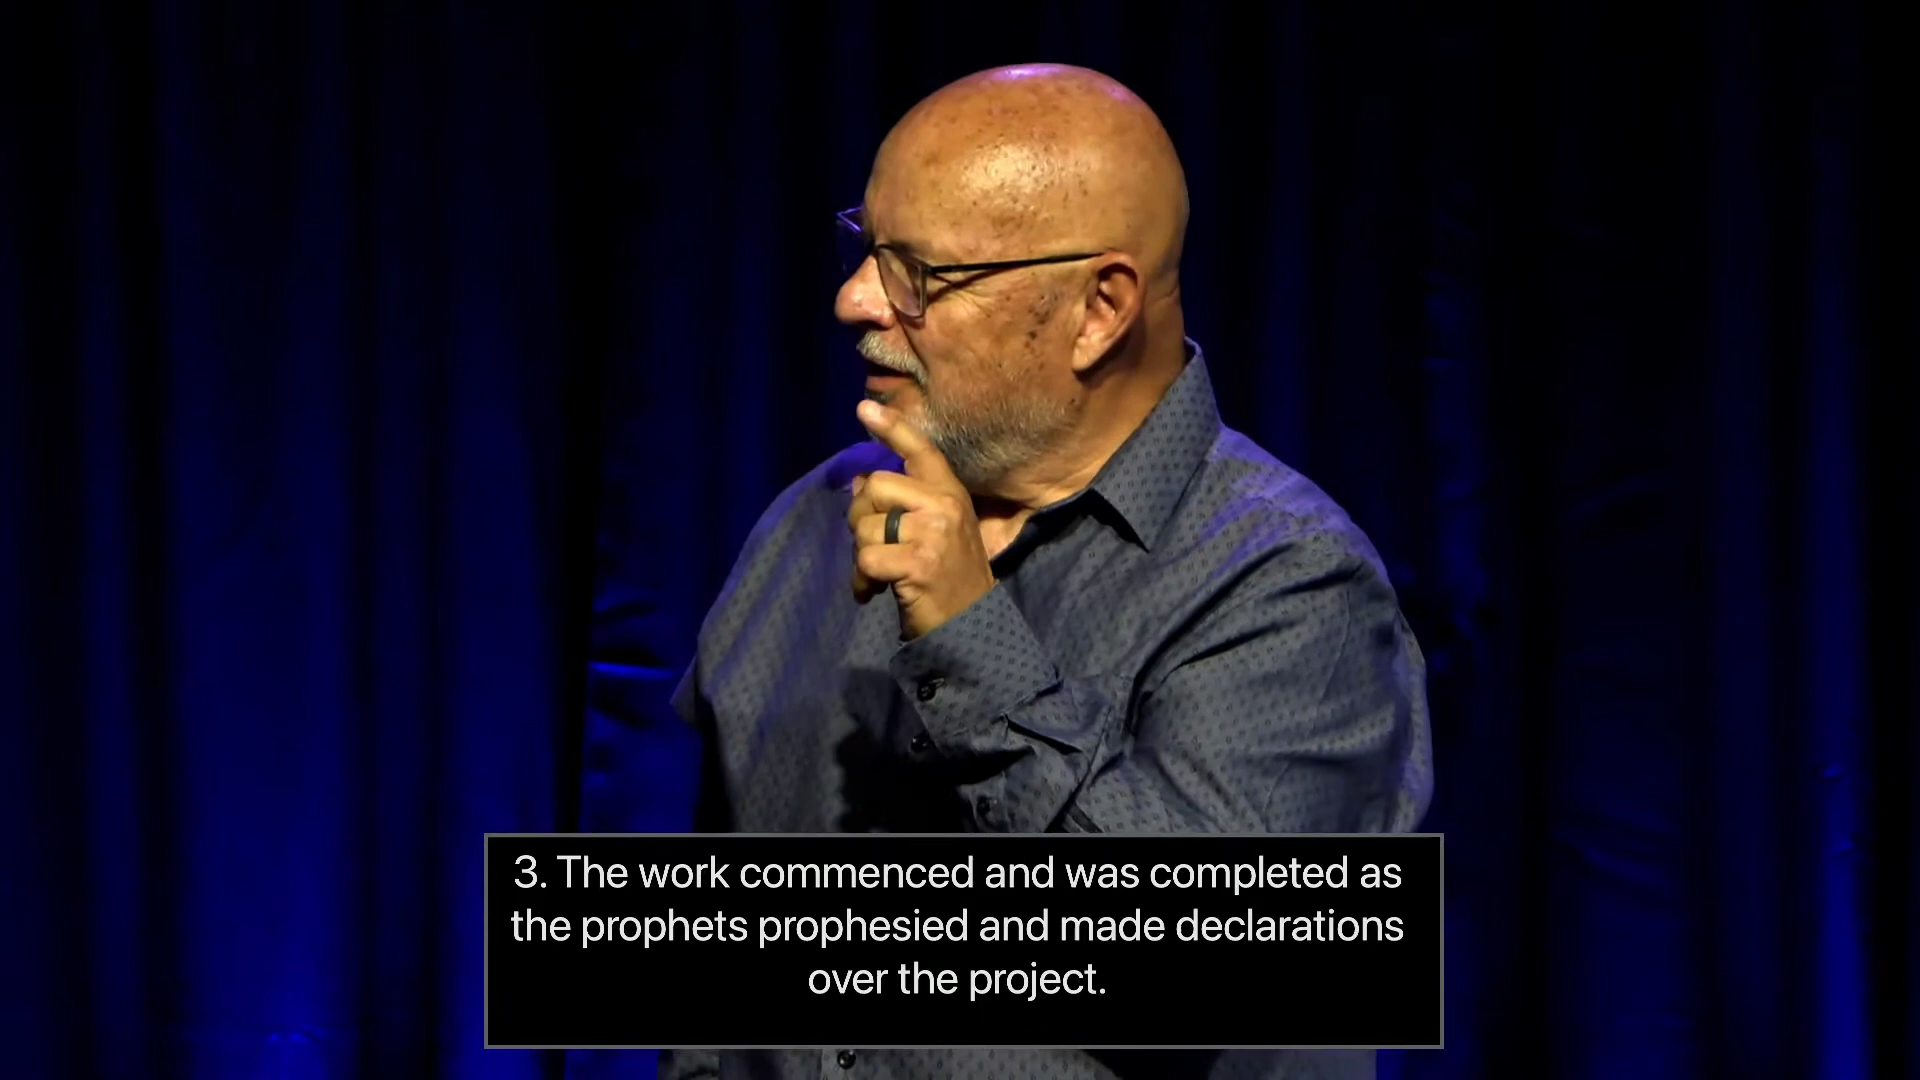 3. The work commenced and was completed as
the prophets prophesied and made declarations
over the project.